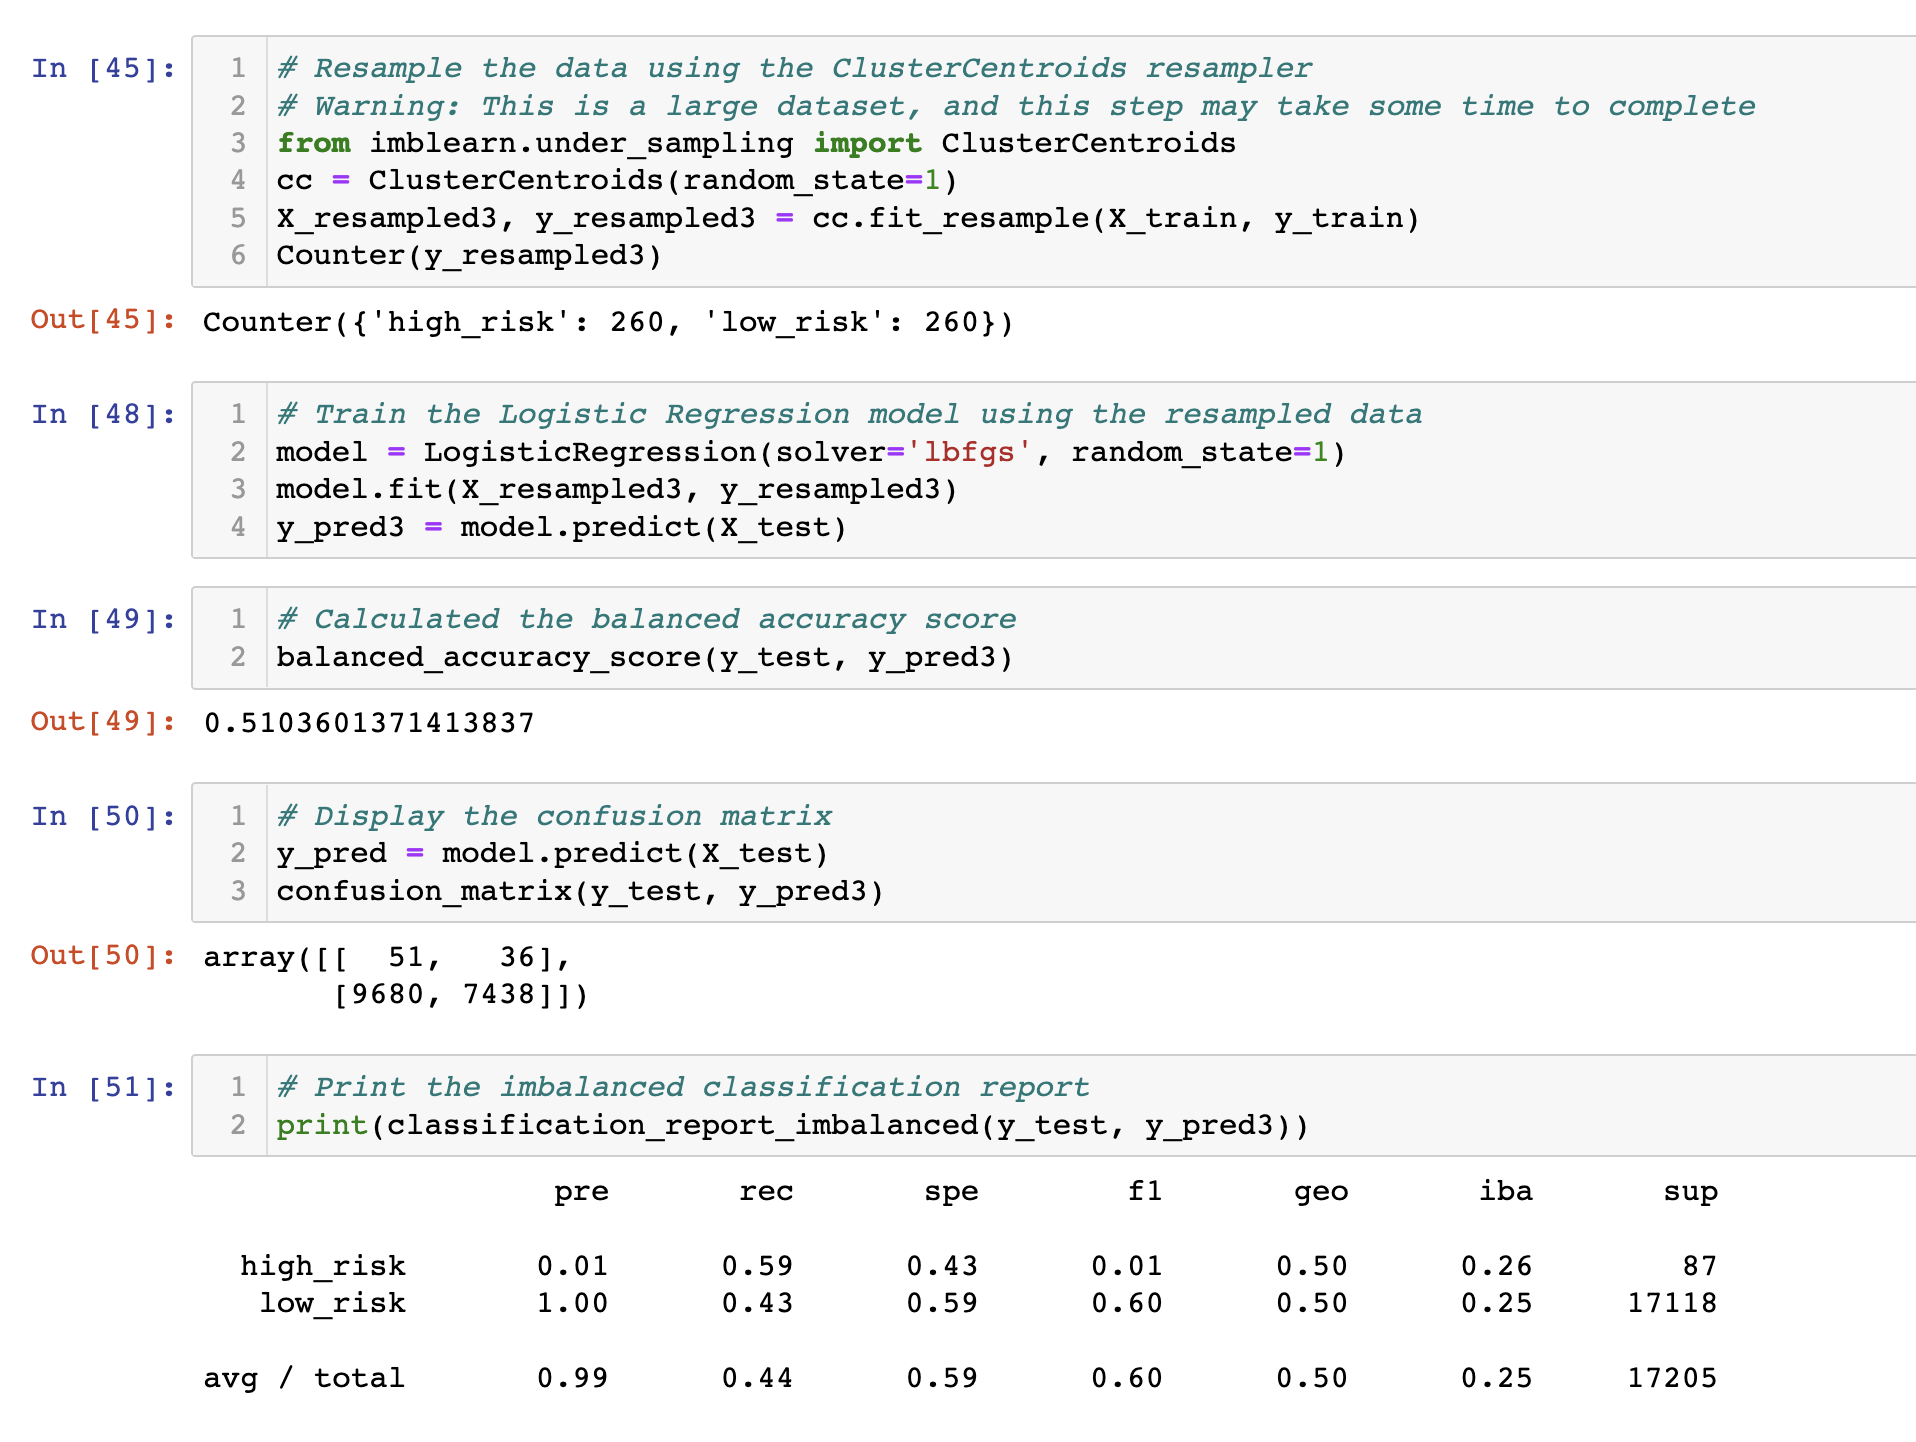 In [45]:
1 # Resample the data using the ClusterCentroids resampler
2 # Warning: This is a large dataset, and this step may take some time to complete
3 from imblearn.under_sampling import ClusterCentroids
4 cc = ClusterCentroids(random_state=1)
5 X_resampled3, y_resampled3 = cc.fit_resample(X_train, y_train)
6 Counter(y_resampled3)
Out[45]: Counter({'high_risk': 260, 'low_risk': 260})
In [48]:
1 # Train the Logistic Regression model using the resampled data
2 model = LogisticRegression(solver='lbfgs', random_state=1)
3 model.fit(X_resampled3, y_resampled3)
4 y_pred3 = model.predict(X_test)
In [49]:
1 # Calculated the balanced accuracy score
2 balanced_accuracy_score(y_test, y_pred3)
Out[49]: 0.5103601371413837
In [50]:
1 # Display the confusion matrix
2 y_pred = model.predict(X_test)
3 confusion_matrix(y_test, y_pred3)
Out[50]: array([[  51,   36],
       [9680, 7438]])
In [51]:
1 # Print the imbalanced classification report
2 print(classification_report_imbalanced(y_test, y_pred3))
pre rec spe f1 geo iba sup
high_risk 0.01 0.59 0.43 0.01 0.50 0.26 87
low_risk 1.00 0.43 0.59 0.60 0.50 0.25 17118
avg / total 0.99 0.44 0.59 0.60 0.50 0.25 17205